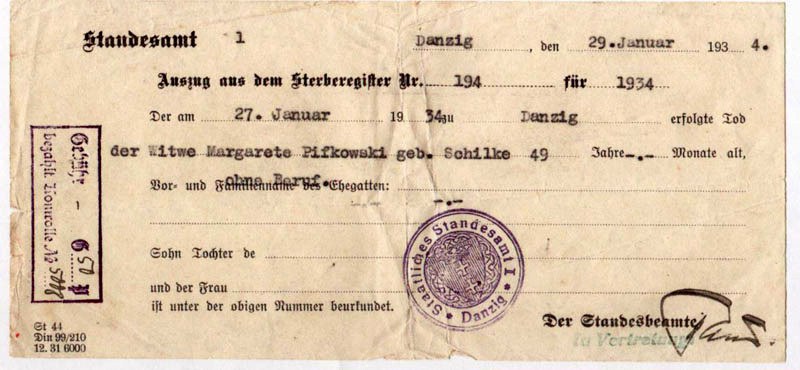 Standesamt 1 Danzig, den 29. Januar 1934.
Auszug aus dem Sterberegister Nr. 194 für 1934
Der am 27. Januar 1934 zu Danzig erfolgte Tod
der Witwe Margarete Pifkowski geb. Schilke 49 Jahre -.- Monate alt,
ohne Beruf.
Vor- und Familienname des Ehegatten: -.-
Sohn Tochter de
und der Frau
ist unter der obigen Nummer beurkundet.
Gebühr - G
bezahlt. Kontrolle №
Staatliches Standesamt I
Danzig
Der Standesbeamte
In Vertretung:
St 44
Din 99/210
12. 31 6000